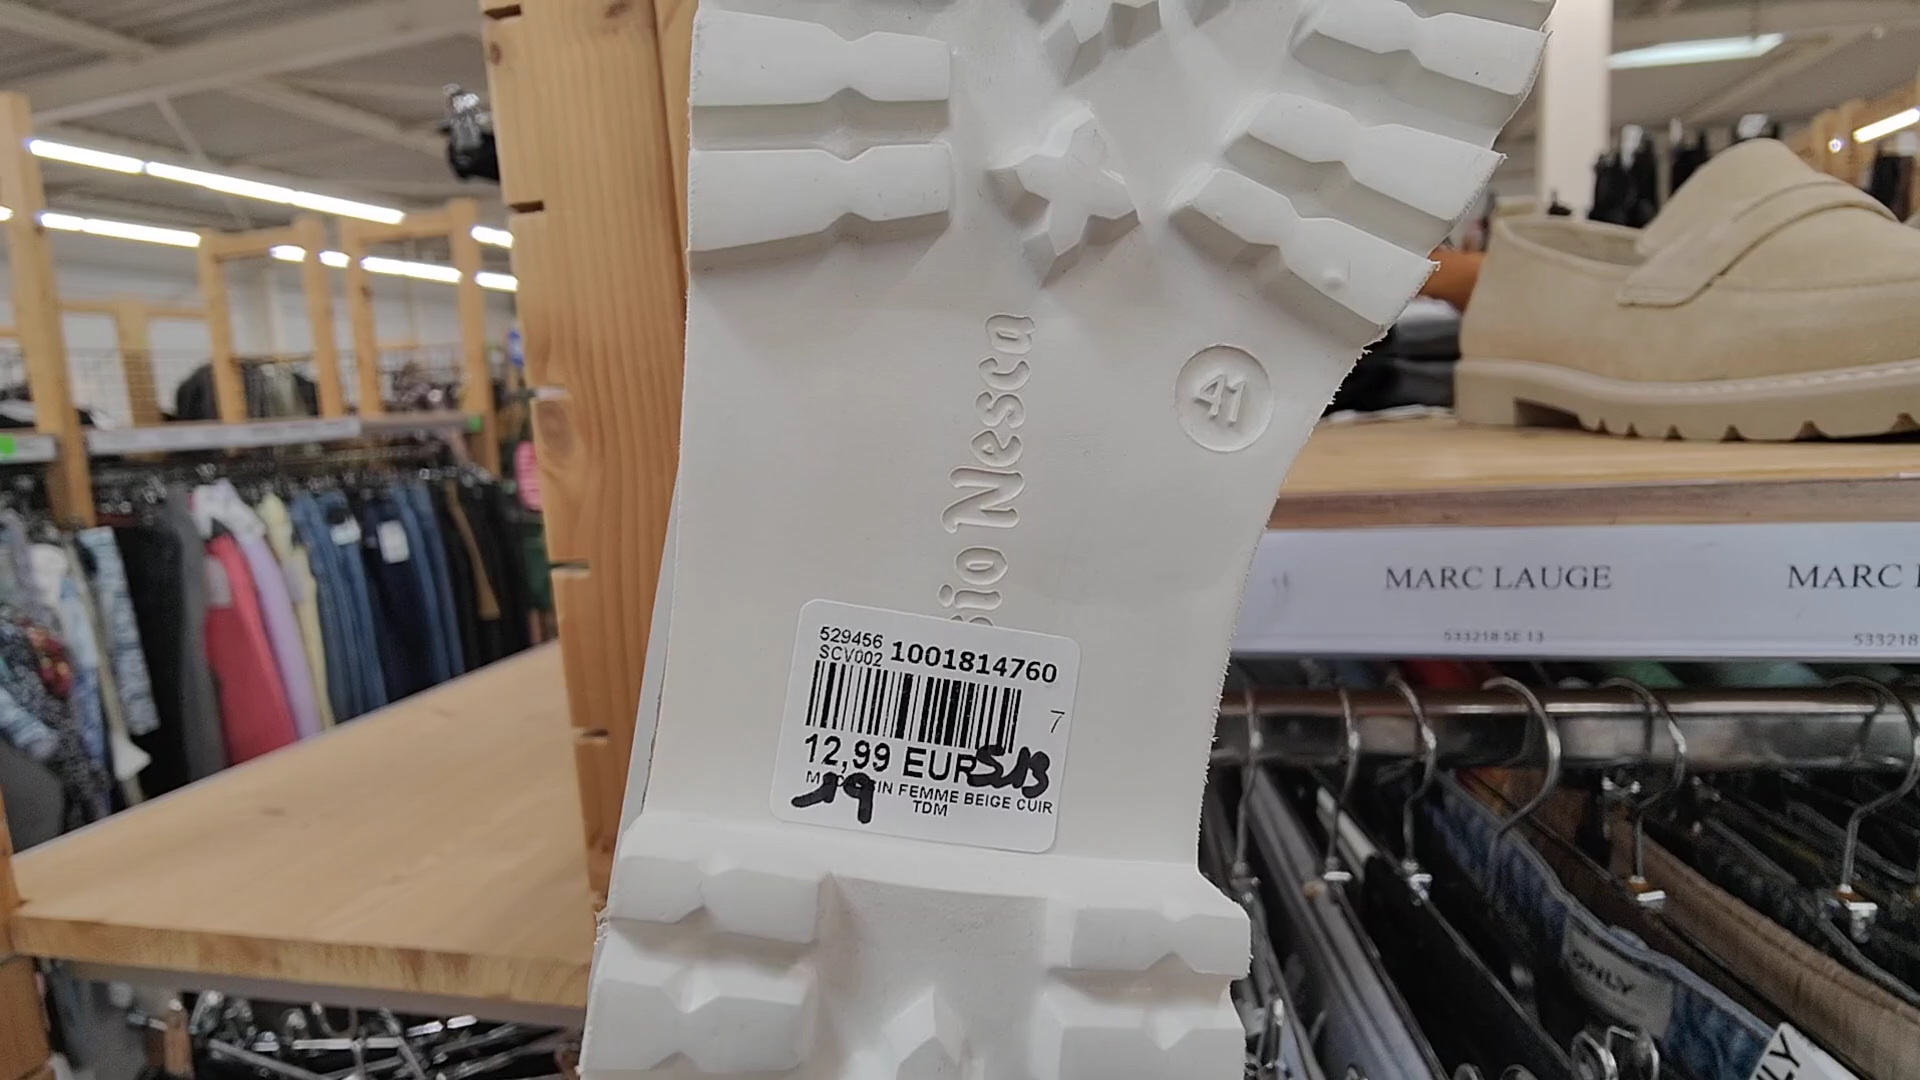 41
Bio Nesca
529456
SCV002 1001814760
7
12,99 EUR
FEMME BEIGE CUIR
TDM
19
MARC LAUGE
533218 SE 13
MARC
533218
ONLY